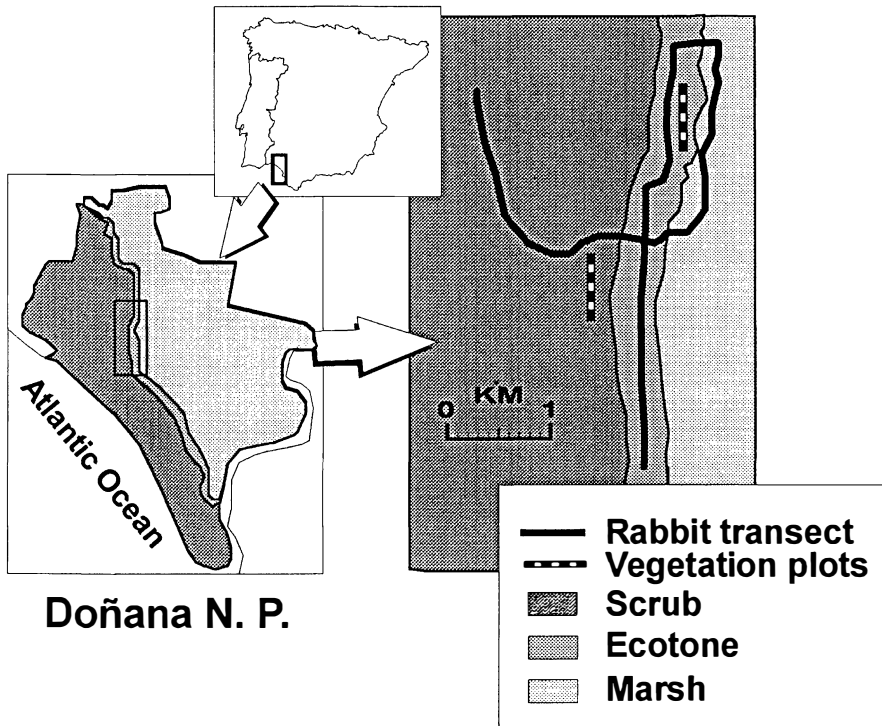 Atlantic Ocean
Doñana N. P.
KM
0 1
Rabbit transect
Vegetation plots
Scrub
Ecotone
Marsh